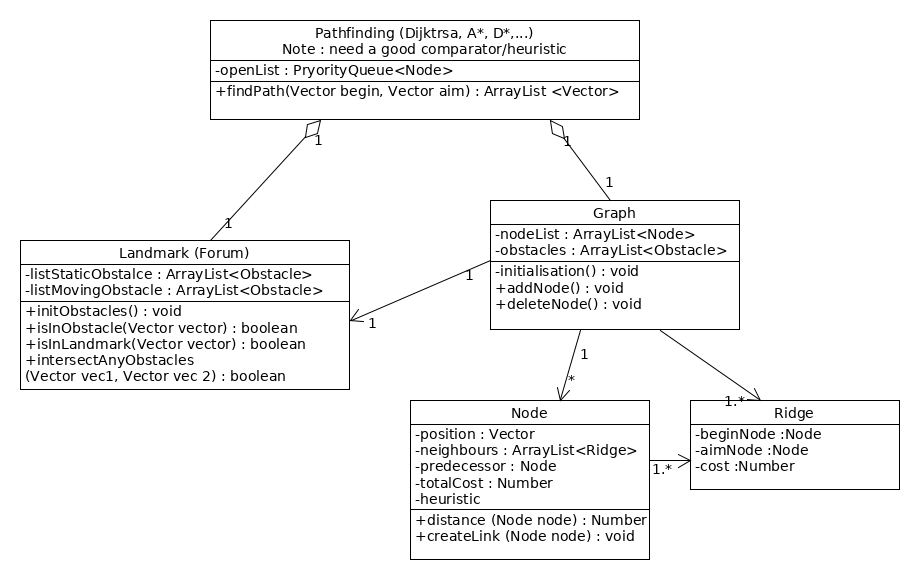 Pathfinding (Dijktrsa, A*, D*,...)
Note : need a good comparator/heuristic
-openList : PryorityQueue<Node>
+findPath(Vector begin, Vector aim) : ArrayList <Vector>
1
1
1
1
Landmark (Forum)
-listStaticObstalce : ArrayList<Obstacle>
-listMovingObstacle : ArrayList<Obstacle>
+initObstacles() : void
+isInObstacle(Vector vector) : boolean
+isInLandmark(Vector vector) : boolean
+intersectAnyObstacles
(Vector vec1, Vector vec 2) : boolean
Graph
-nodeList : ArrayList<Node>
-obstacles : ArrayList<Obstacle>
-initialisation() : void
+addNode() : void
+deleteNode() : void
1
1
1
*
1.*
Node
-position : Vector
-neighbours : ArrayList<Ridge>
-predecessor : Node
-totalCost : Number
-heuristic
+distance (Node node) : Number
+createLink (Node node) : void
1.*
Ridge
-beginNode :Node
-aimNode :Node
-cost :Number